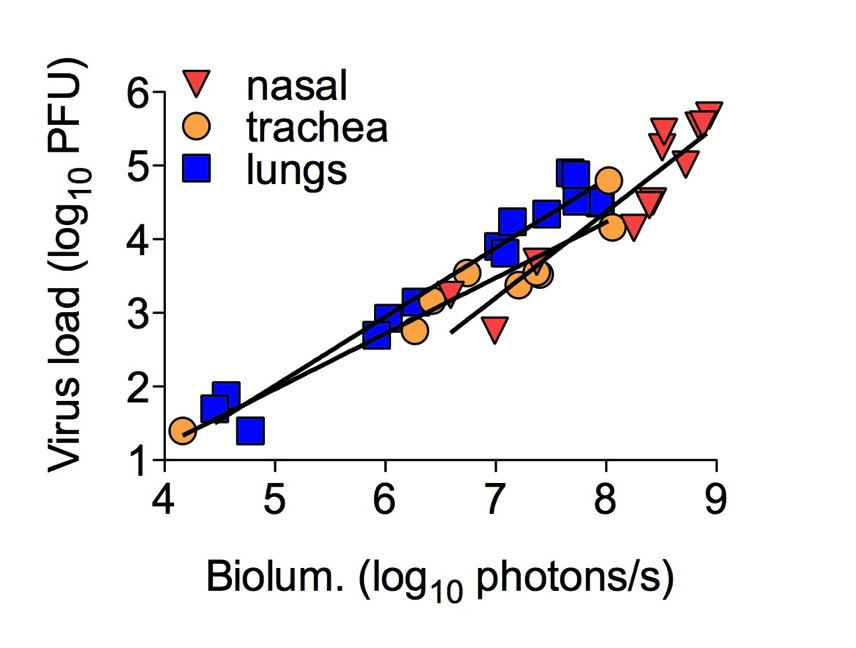 nasal
trachea
lungs
Virus load (log10 PFU)
6
5
4
3
2
1
4 5 6 7 8 9
Biolum. (log10 photons/s)